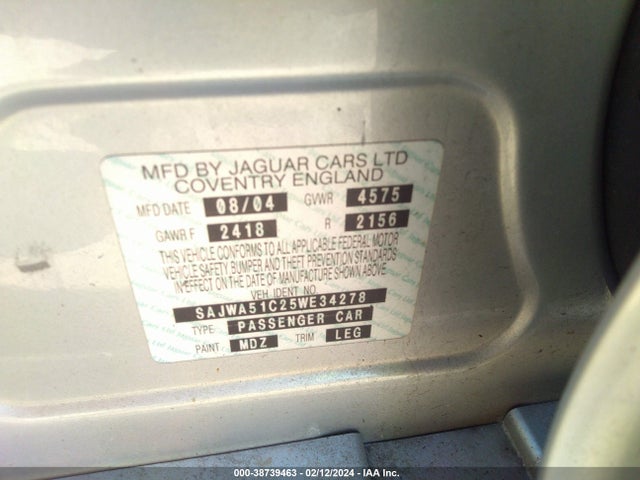 MFD BY JAGUAR CARS LTD
COVENTRY ENGLAND
MFD DATE 08/04 GVWR 4575
GAWR F 2418 R 2156
THIS VEHICLE CONFORMS TO ALL APPLICABLE FEDERAL MOTOR
VEHICLE SAFETY, BUMPER AND THEFT PREVENTION STANDARDS
IN EFFECT ON THE DATE OF MANUFACTURE SHOWN ABOVE
VEH IDENT NO
SAJWA51C25WE34278
TYPE PASSENGER CAR
PAINT MDZ TRIM LEG
000-38739463 - 02/12/2024 - IAA Inc.